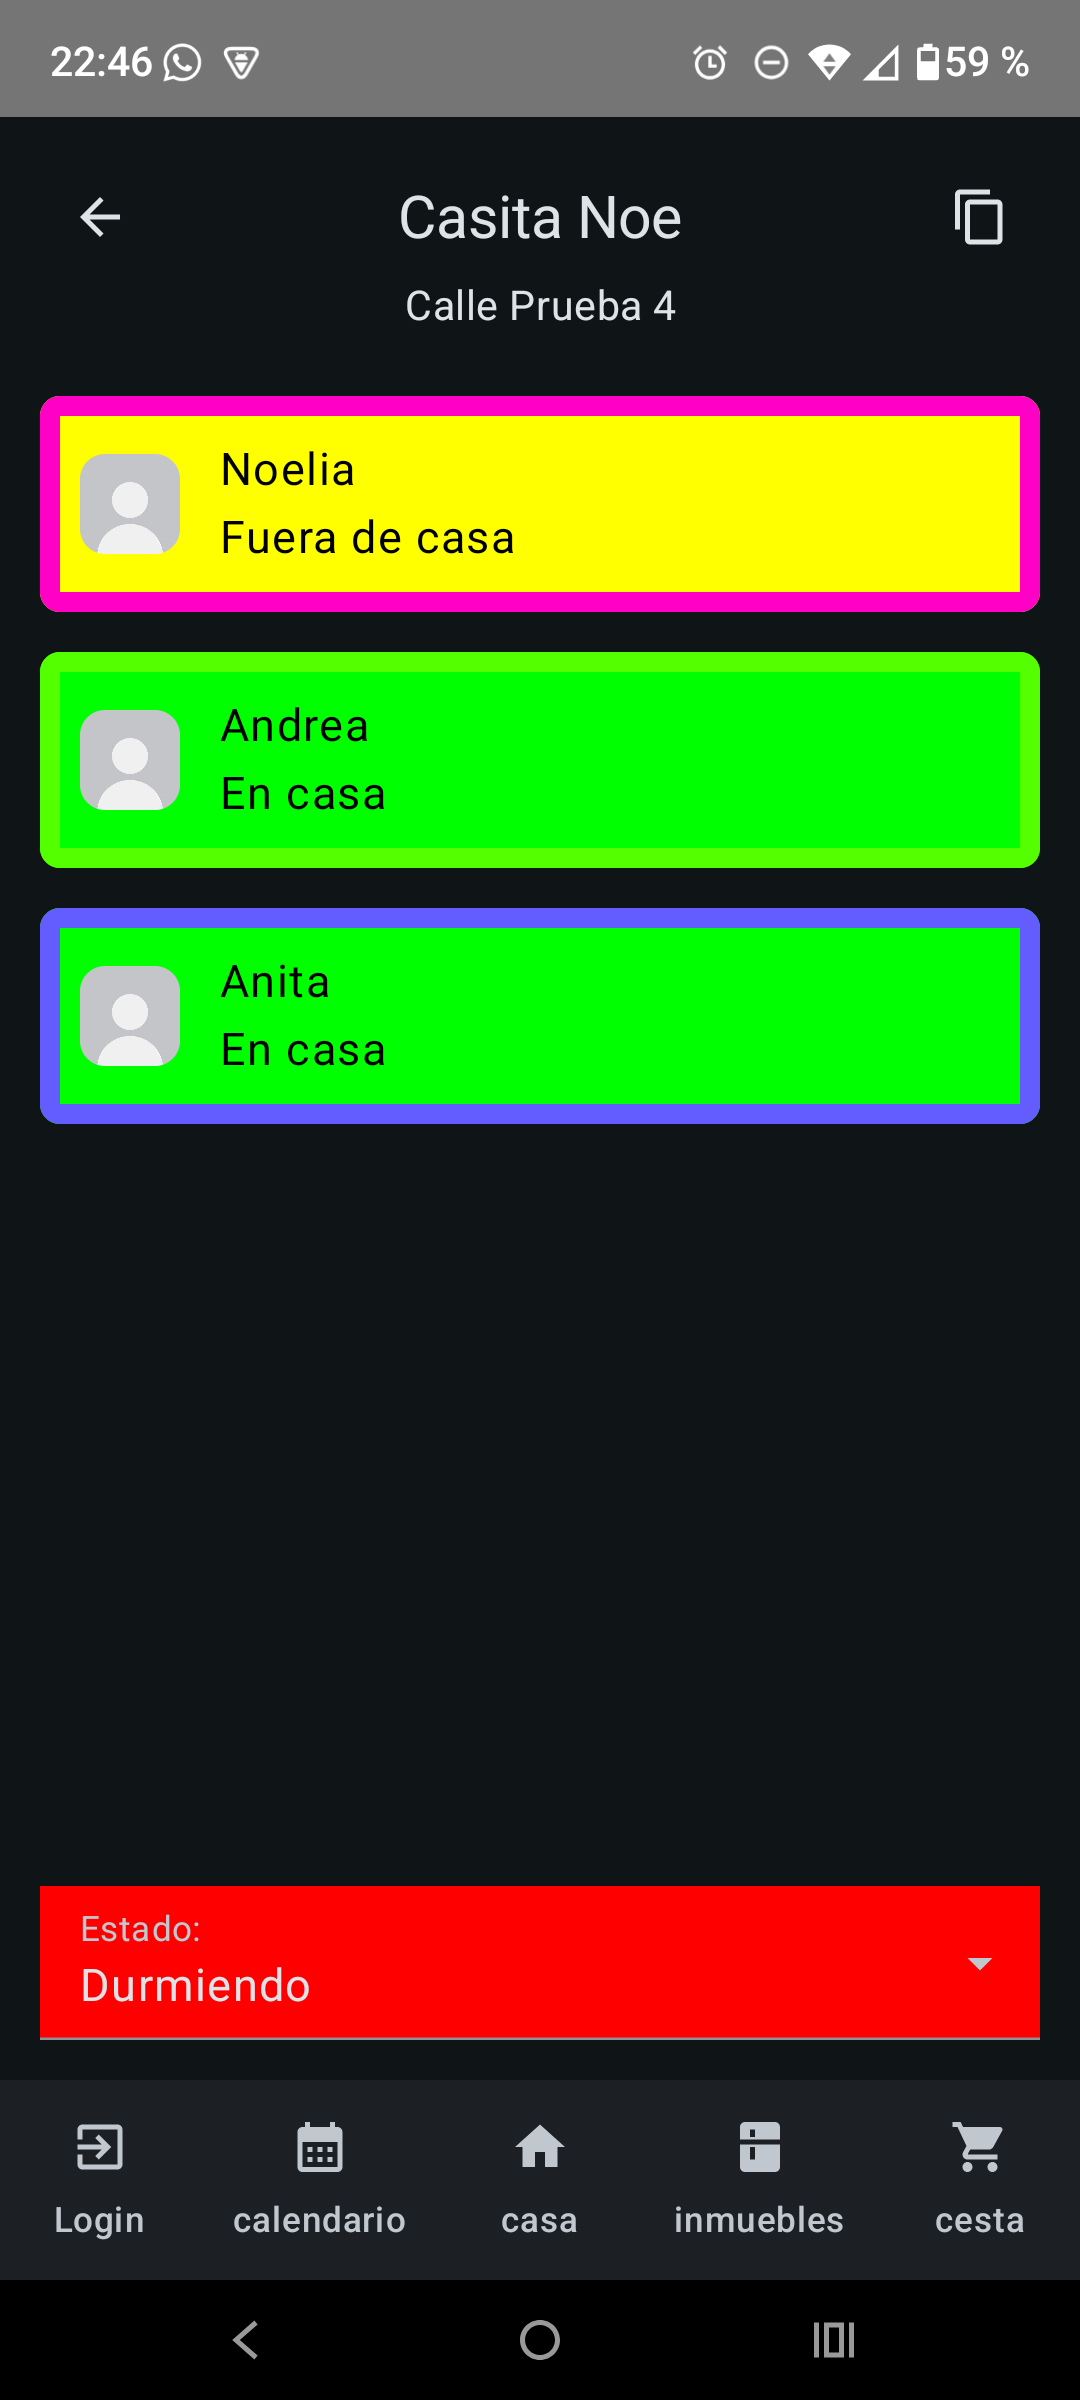 22:46 59 %
Casita Noe
Calle Prueba 4
Noelia
Fuera de casa
Andrea
En casa
Anita
En casa
Estado:
Durmiendo
Login calendario casa inmuebles cesta